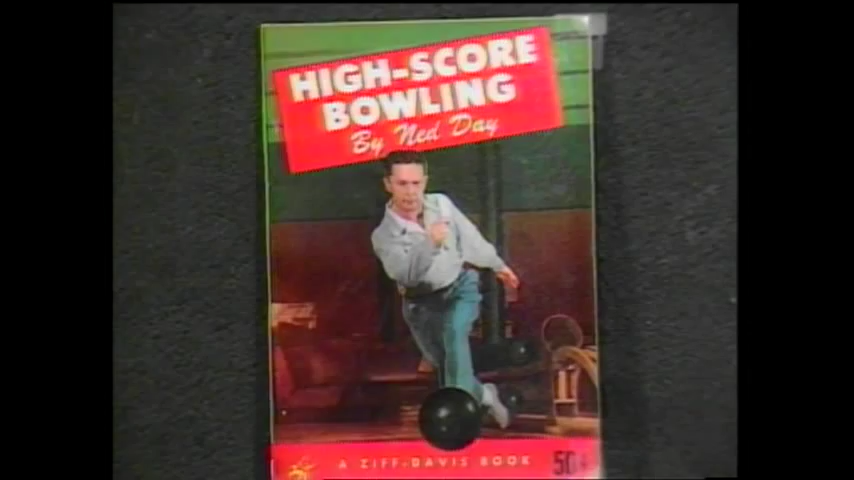 HIGH-SCORE
BOWLING
By Ned Day
A ZIFF-DAVIS BOOK
50¢